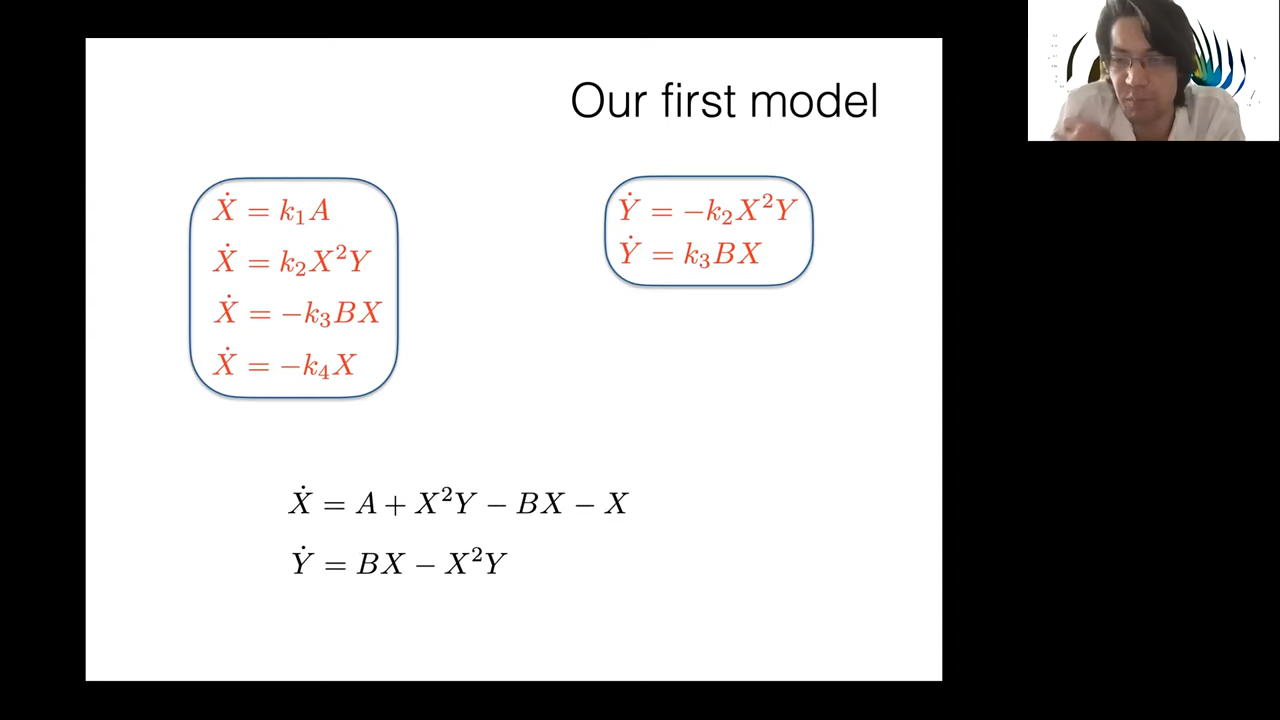 Our first model
Ẋ = k₁A
Ẋ = k₂X²Y
Ẋ = −k₃BX
Ẋ = −k₄X
Ẏ = −k₂X²Y
Ẏ = k₃BX
Ẋ = A + X²Y − BX − X
Ẏ = BX − X²Y